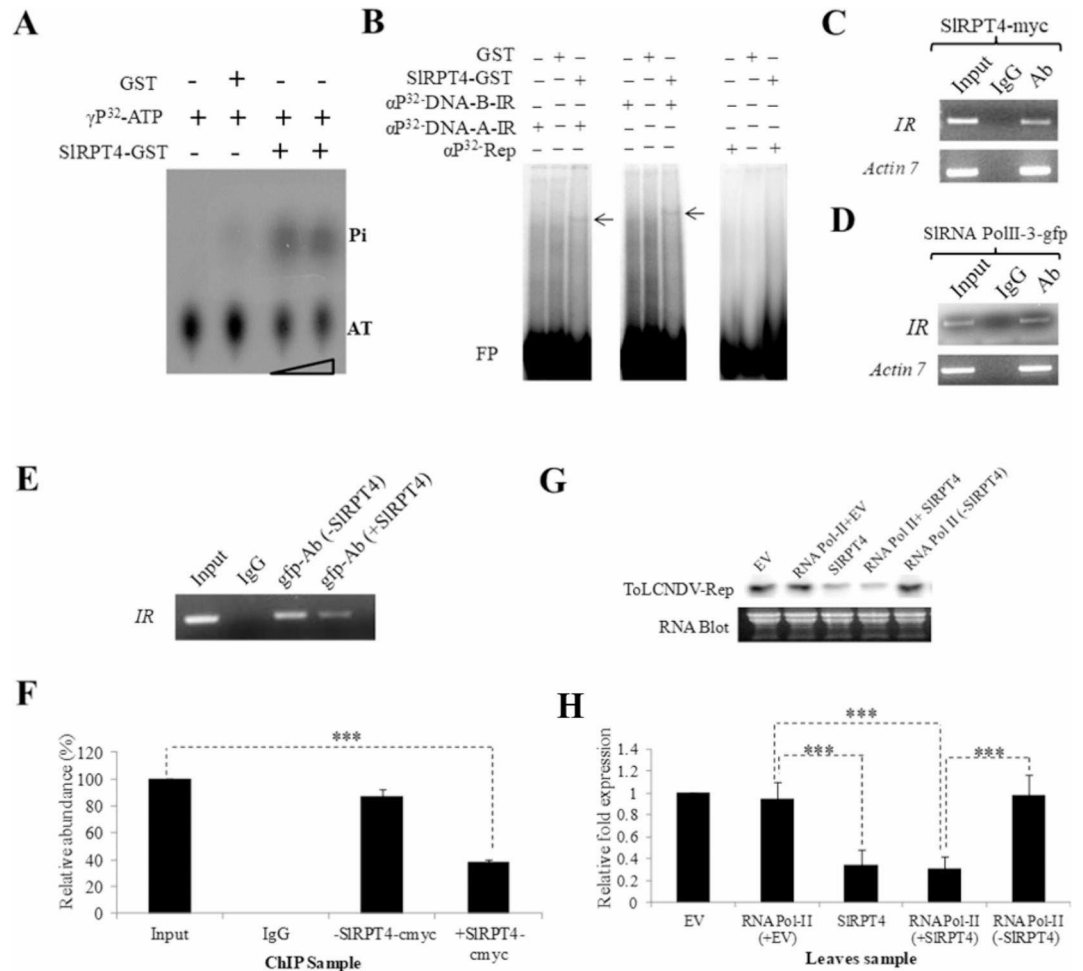 A
GST - + - -
γP³²-ATP + + + +
SlRPT4-GST - - + +
Pi
AT
B
GST - + - - + - - + -
SlRPT4-GST - - + - - + - - +
αP³²-DNA-B-IR - - - + - + - - -
αP³²-DNA-A-IR + - + - - - - - -
αP³²-Rep - - - - - - + - +
FP
C
SlRPT4-myc
Input IgG Ab
IR
Actin 7
D
SlRNA PolII-3-gfp
Input IgG Ab
IR
Actin 7
E
Input IgG gfp-Ab (-SlRPT4) gfp-Ab (+SlRPT4)
IR
G
EV RNA Pol-II+EV SlRPT4 RNA Pol II+ SlRPT4 RNA Pol II (-SlRPT4)
ToLCNDV-Rep
RNA Blot
F
Relative abundance (%)
120
100
80
60
40
20
0
***
Input IgG -SlRPT4-cmyc +SlRPT4-
cmyc
ChIP Sample
H
Relative fold expression
1.4
1.2
1
0.8
0.6
0.4
0.2
0
***
*** ***
EV RNA Pol-II SlRPT4 RNAPol-II RNA Pol-II
(+EV) (+SlRPT4) (-SlRPT4)
Leaves sample